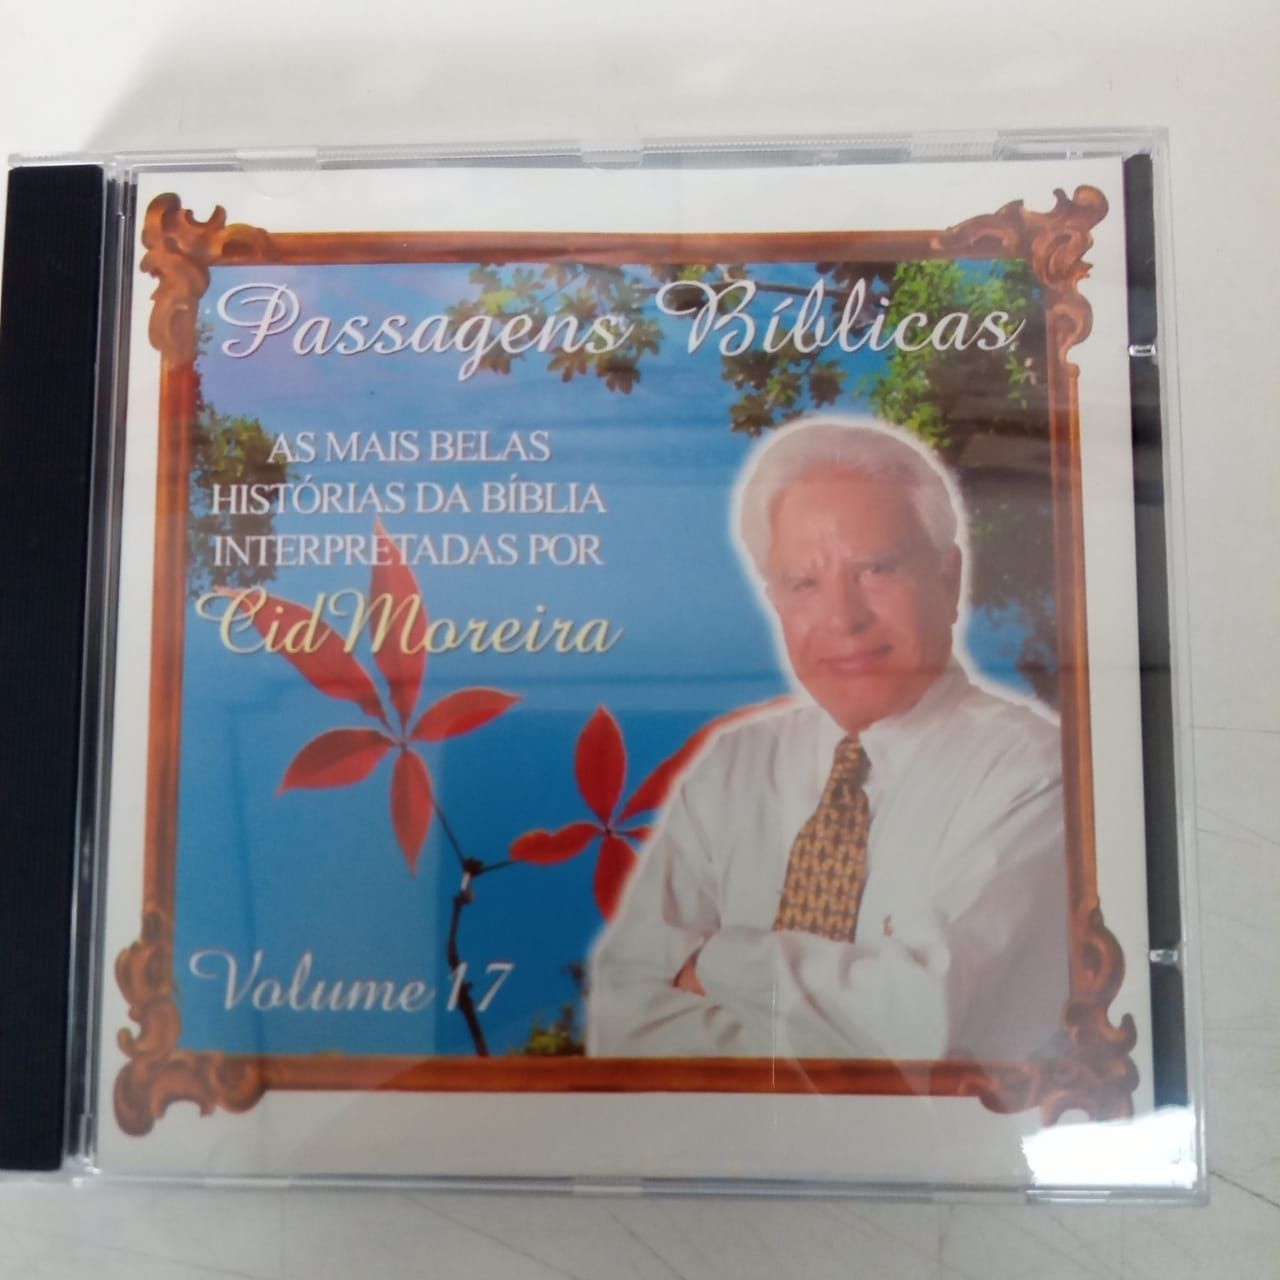 Passagens Bíblicas
AS MAIS BELAS
HISTÓRIAS DA BÍBLIA
INTERPRETADAS POR
Cid Moreira
Volume 17